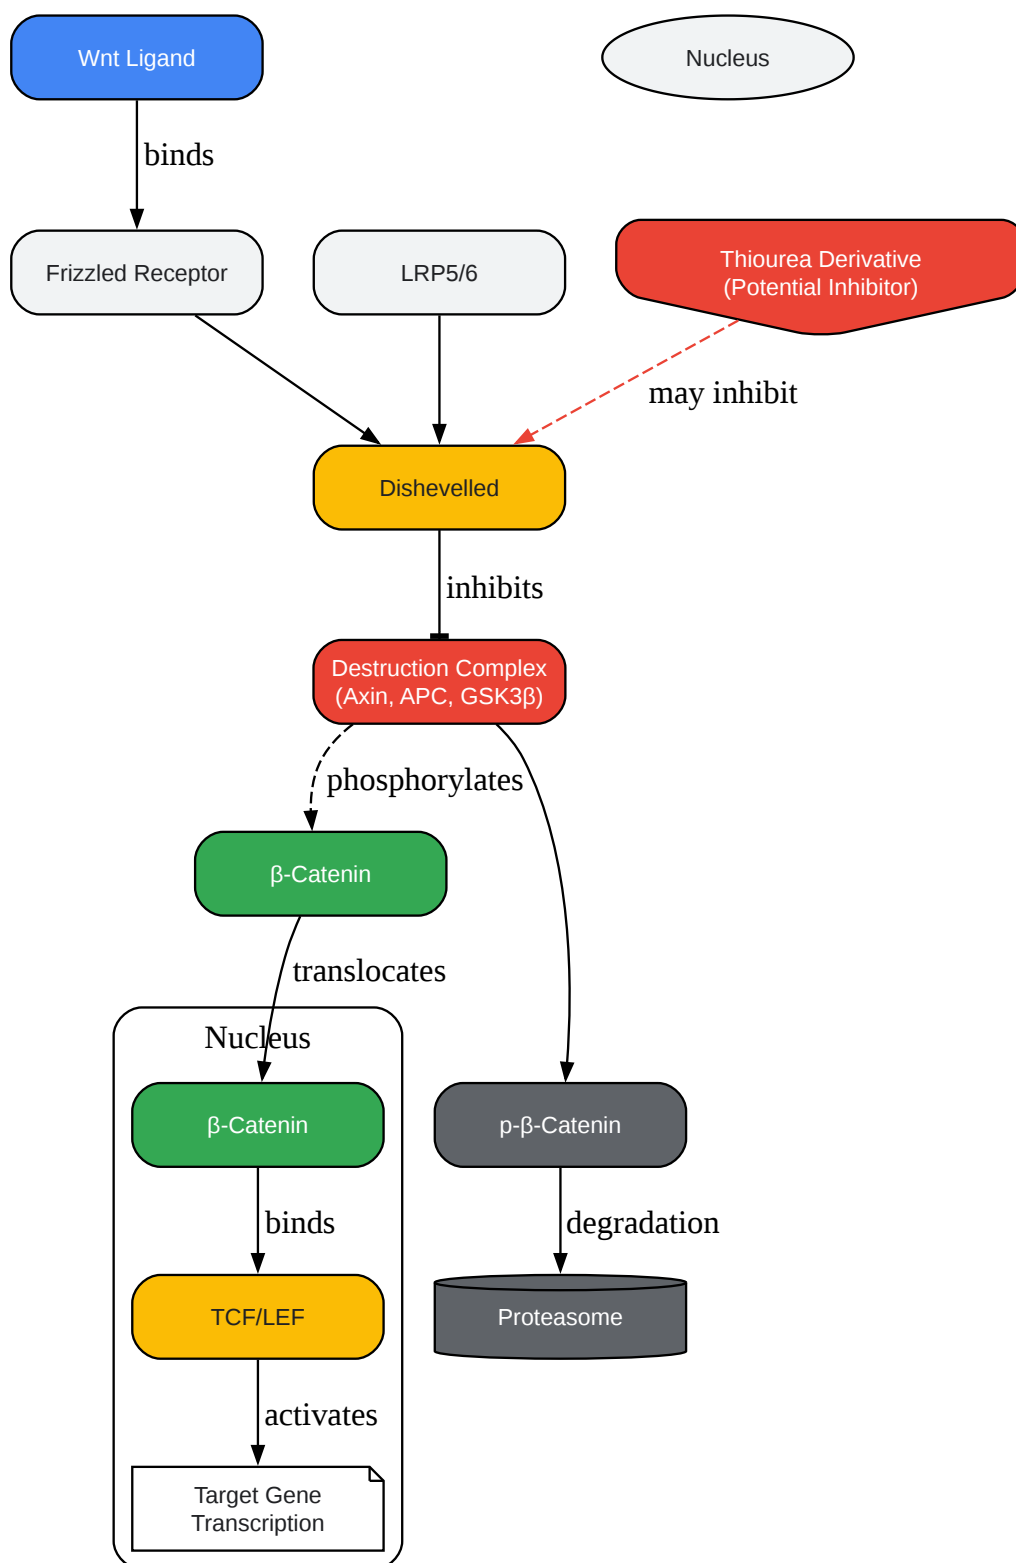 Wnt Ligand
Nucleus
binds
Frizzled Receptor
LRP5/6
Thiourea Derivative
(Potential Inhibitor)
may inhibit
Dishevelled
inhibits
Destruction Complex
(Axin, APC, GSK3β)
phosphorylates
β-Catenin
translocates
Nucleus
β-Catenin
p-β-Catenin
binds
degradation
TCF/LEF
Proteasome
activates
Target Gene
Transcription